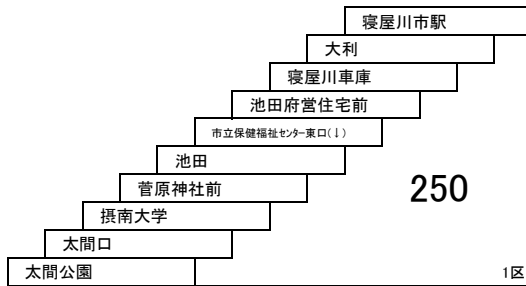 寝屋川市駅
大利
寝屋川車庫
池田府営住宅前
市立保健福祉センター東口(↓)
池田
菅原神社前
250
摂南大学
太間口
太間公園
1区